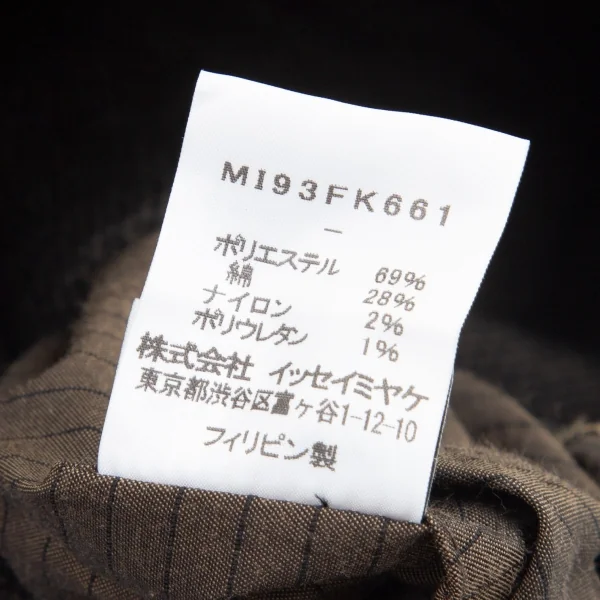 MI93FK661
—
ポリエステル 69%
綿 28%
ナイロン 2%
ポリウレタン 1%
株式会社 イッセイミヤケ
東京都渋谷区富ヶ谷1-12-10
フィリピン製